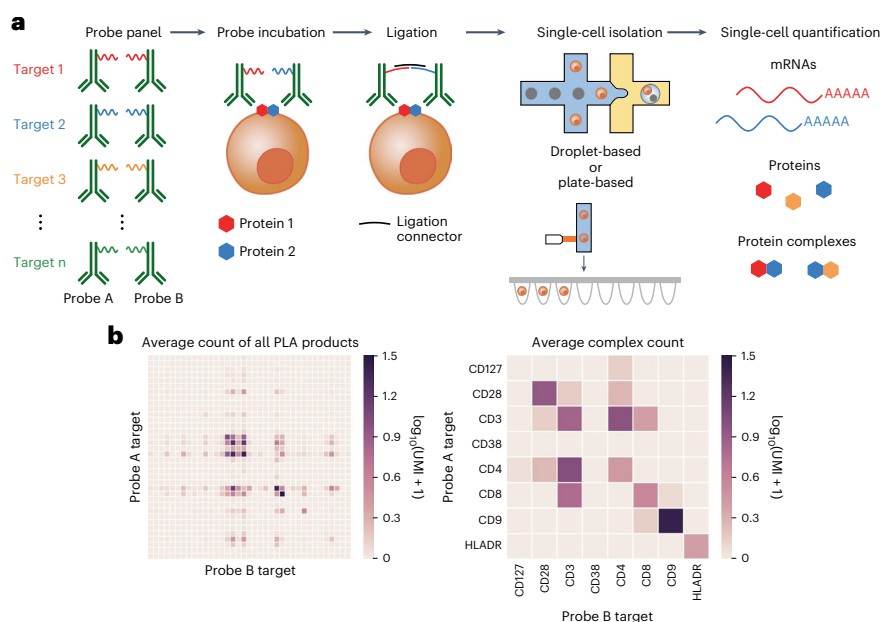 a
Probe panel
Probe incubation
Ligation
Single-cell isolation
Single-cell quantification
Target 1
Target 2
Target 3
Target n
Probe A
Probe B
Protein 1
Protein 2
Ligation
connector
Droplet-based
or
plate-based
mRNAs
AAAAA
AAAAA
Proteins
Protein complexes
b
Average count of all PLA products
Probe A target
Probe B target
1.5
1.2
0.9
0.6
0.3
0
log₁₀(UMI + 1)
Average complex count
Probe A target
CD127
CD28
CD3
CD38
CD4
CD8
CD9
HLADR
CD127
CD28
CD3
CD38
CD4
CD8
CD9
HLADR
Probe B target
1.5
1.2
0.9
0.6
0.3
0
log₁₀(UMI + 1)